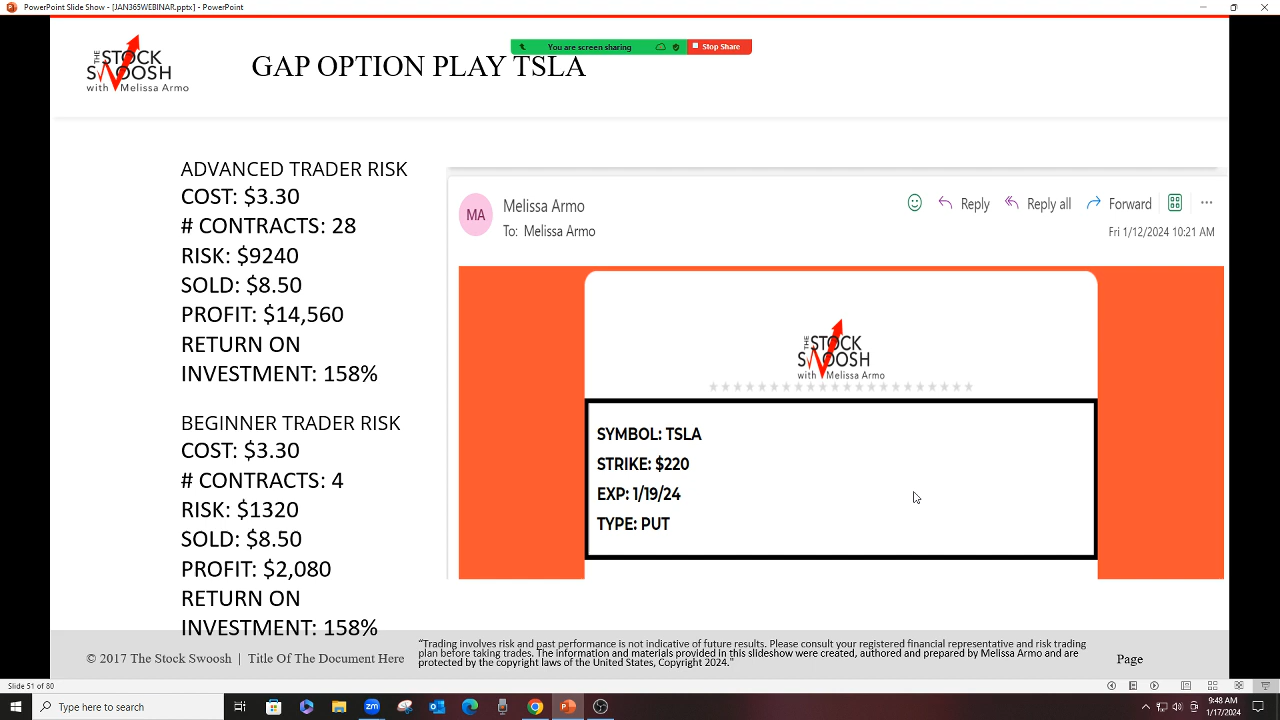 PowerPoint Slide Show - [JAN365WEBINAR.pptx] - PowerPoint
You are screen sharing
Stop Share
THE STOCK SWOOSH
with Melissa Armo
GAP OPTION PLAY TSLA
ADVANCED TRADER RISK
COST: $3.30
# CONTRACTS: 28
RISK: $9240
SOLD: $8.50
PROFIT: $14,560
RETURN ON
INVESTMENT: 158%
BEGINNER TRADER RISK
COST: $3.30
# CONTRACTS: 4
RISK: $1320
SOLD: $8.50
PROFIT: $2,080
RETURN ON
INVESTMENT: 158%
MA
Melissa Armo
To: Melissa Armo
Reply
Reply all
Forward
Fri 1/12/2024 10:21 AM
THE STOCK SWOOSH
with Melissa Armo
SYMBOL: TSLA
STRIKE: $220
EXP: 1/19/24
TYPE: PUT
© 2017 The Stock Swoosh | Title Of The Document Here
"Trading involves risk and past performance is not indicative of future results. Please consult your registered financial representative and risk trading
plan before taking trades. The information and materials provided in this slideshow were created, authored and prepared by Melissa Armo and are
protected by the copyright laws of the United States, Copyright 2024."
Page
Slide 51 of 80
Type here to search
9:48 AM
1/17/2024